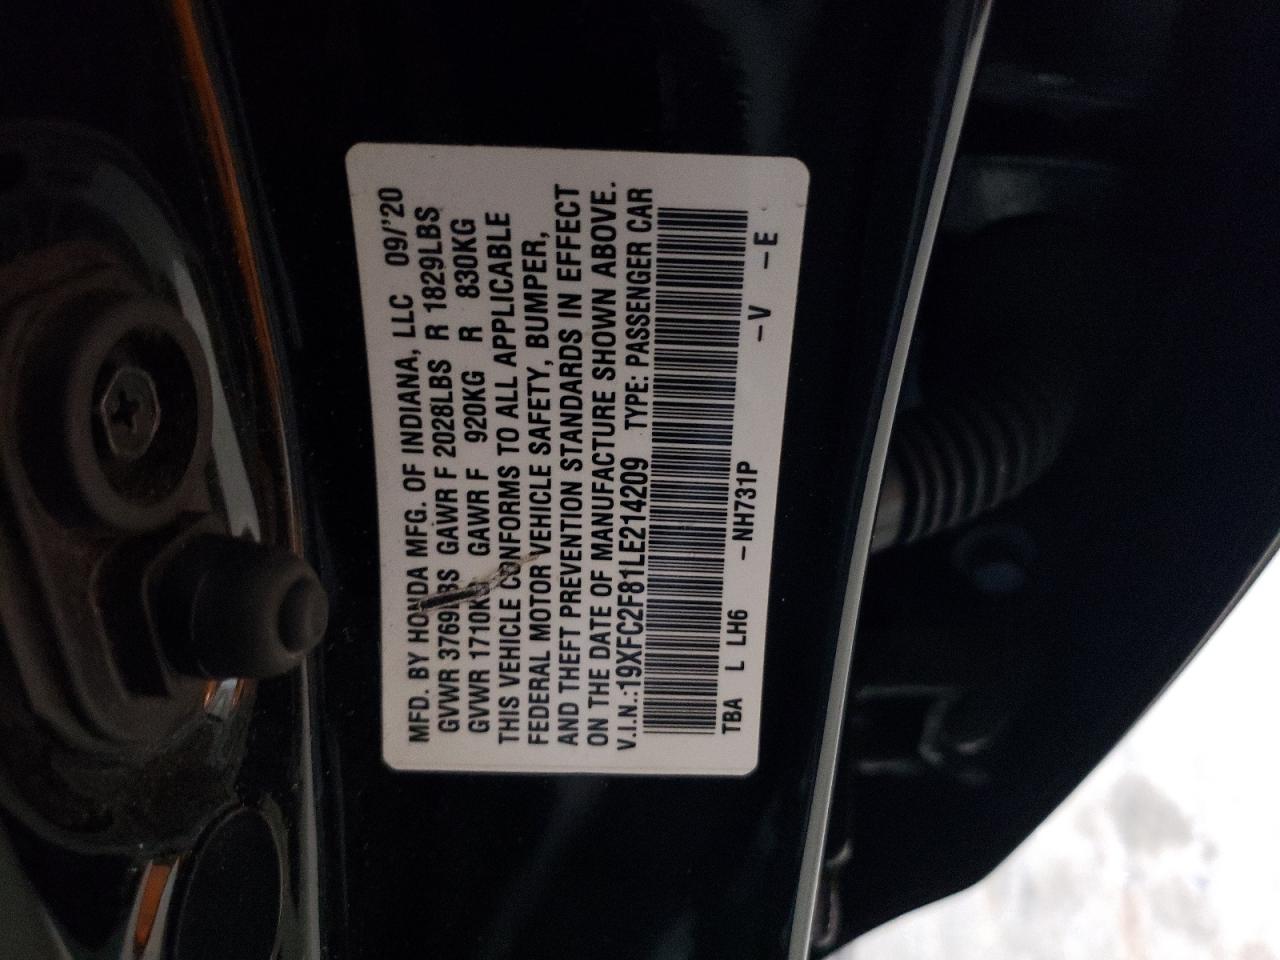 MFD. BY HONDA MFG. OF INDIANA, LLC 09/'20
GVWR 3769LBS GAWR F 2028LBS R 1829LBS
GVWR 1710KG GAWR F 920KG R 830KG
THIS VEHICLE CONFORMS TO ALL APPLICABLE
FEDERAL MOTOR VEHICLE SAFETY, BUMPER,
AND THEFT PREVENTION STANDARDS IN EFFECT
ON THE DATE OF MANUFACTURE SHOWN ABOVE.
V.I.N.:19XFC2F81LE214209 TYPE: PASSENGER CAR
TBA L LH6 -NH731P -V -E